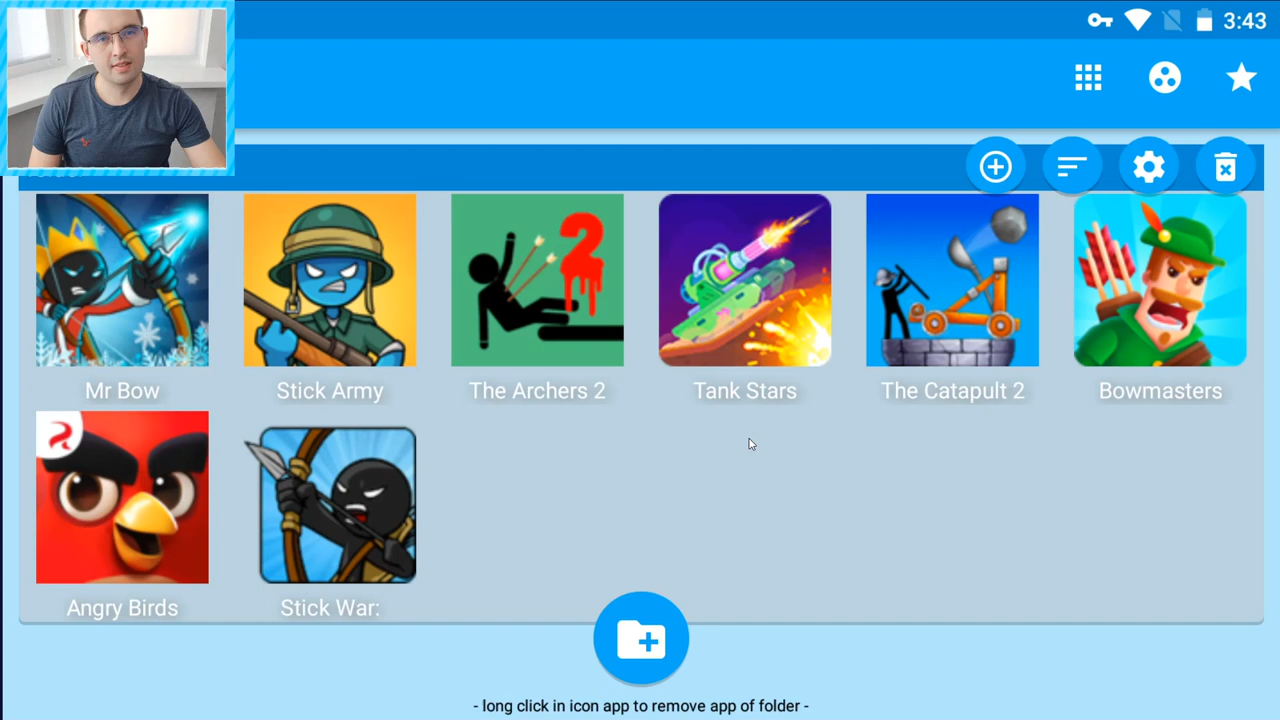 3:43
Mr Bow
Stick Army
2
The Archers 2
Tank Stars
The Catapult 2
Bowmasters
Angry Birds
Stick War:
- long click in icon app to remove app of folder -